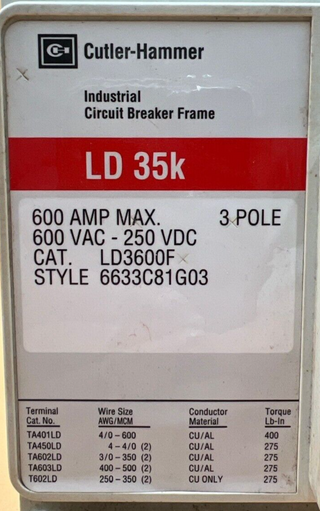 CH Cutler-Hammer
Industrial
Circuit Breaker Frame
LD 35k
600 AMP MAX. 3 POLE
600 VAC - 250 VDC
CAT. LD3600F
STYLE 6633C81G03
Terminal Wire Size Conductor Torque
Cat. No. AWG/MCM Material Lb-In
TA401LD 4/0 – 600 CU/AL 400
TA450LD 4 – 4/0 (2) CU/AL 275
TA602LD 3/0 – 350 (2) CU/AL 275
TA603LD 400 – 500 (2) CU/AL 275
T602LD 250 – 350 (2) CU ONLY 275